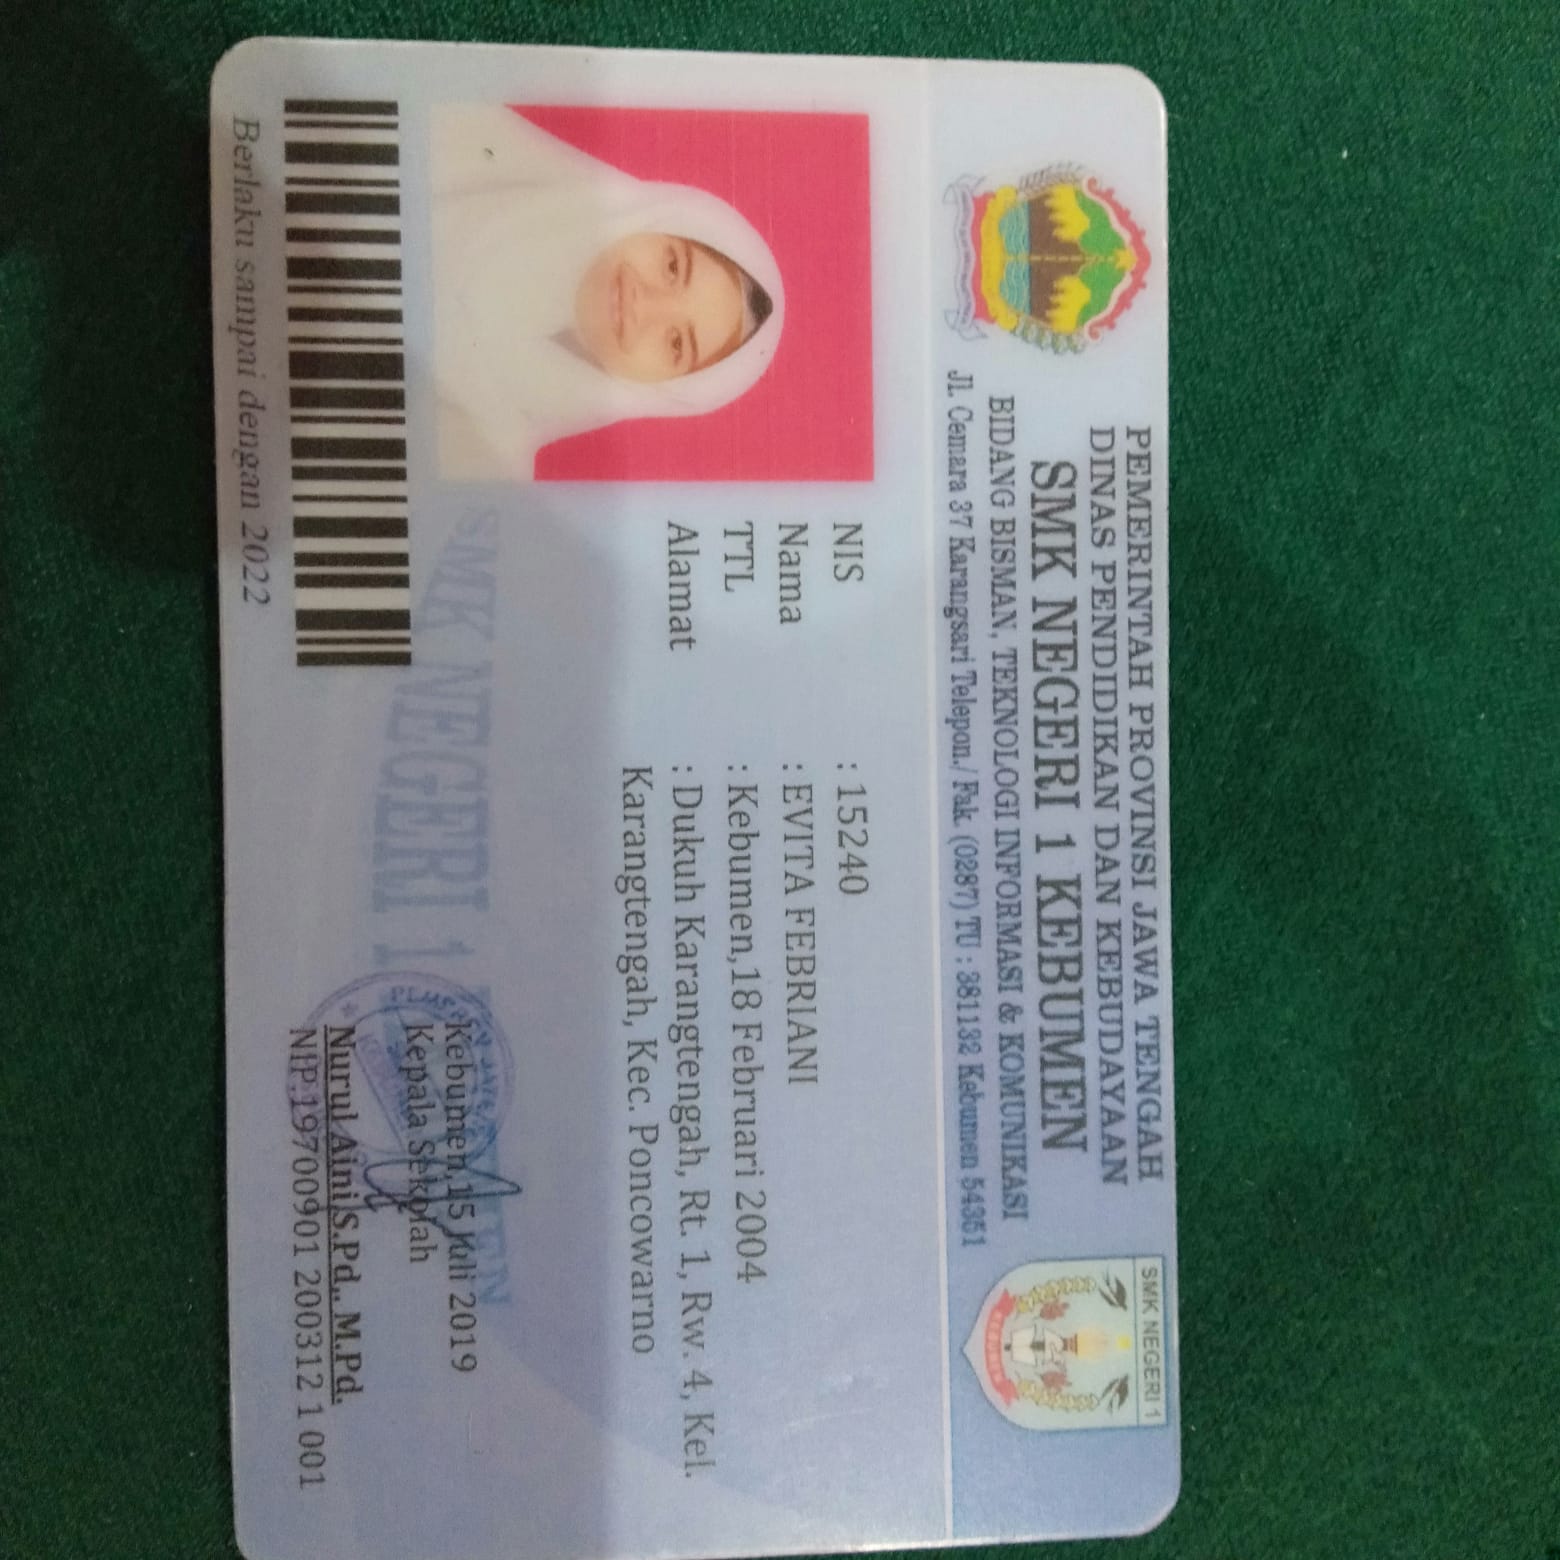 PEMERINTAH PROVINSI JAWA TENGAH
DINAS PENDIDIKAN DAN KEBUDAYAAN
SMK NEGERI 1 KEBUMEN
BIDANG BISMAN, TEKNOLOGI INFORMASI & KOMUNIKASI
Jl. Cemara 37 Karangsari Telepon./ Fak. (0287) TU : 381132 Kebumen 54351
SMK NEGERI 1
NIS : 15240
Nama : EVITA FEBRIANI
TTL : Kebumen,18 Februari 2004
Alamat : Dukuh Karangtengah, Rt. 1, Rw. 4, Kel.
Karangtengah, Kec. Poncowarno
SMK NEGERI 1
Kebumen,15 Juli 2019
Kepala Sekolah
Nurul Aini S.Pd., M.Pd.
NIP.19700901 200312 1 001
Berlaku sampai dengan 2022